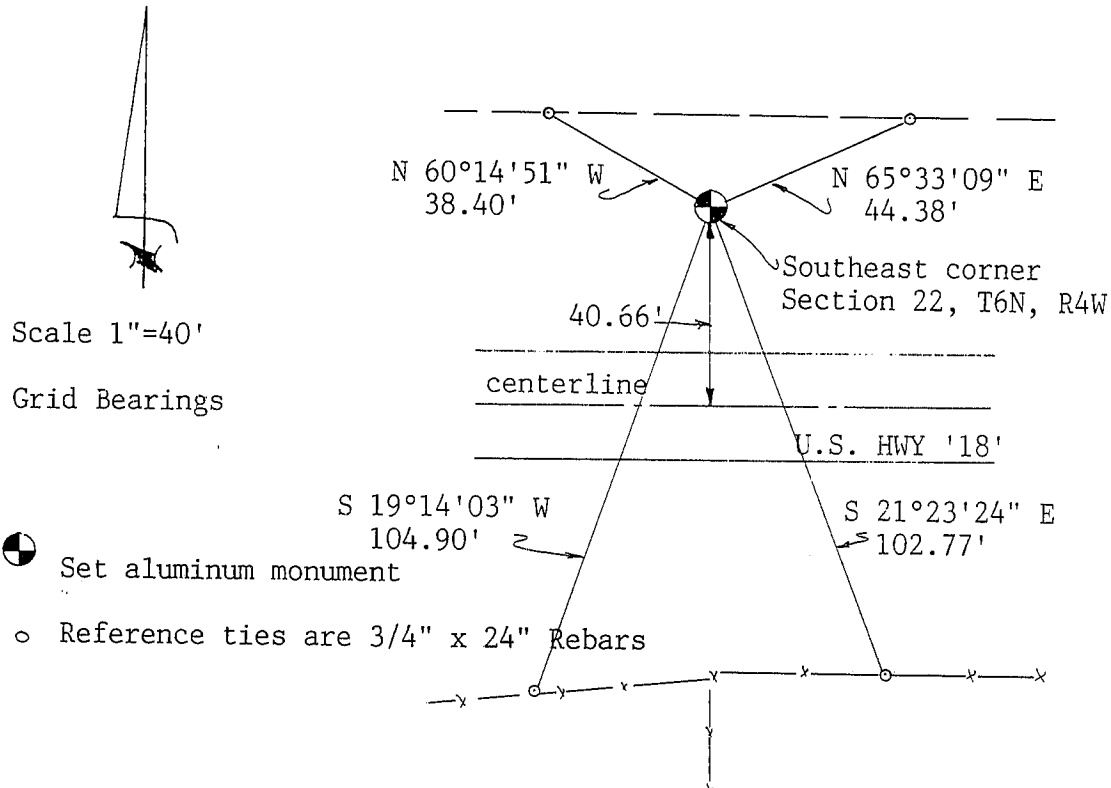 N 60°14'51" W
38.40'
N 65°33'09" E
44.38'
Southeast corner
Section 22, T6N, R4W
40.66'
Scale 1"=40'
centerline
Grid Bearings
U.S. HWY '18'
S 19°14'03" W
104.90'
S 21°23'24" E
102.77'
Set aluminum monument
Reference ties are 3/4" x 24" Rebars